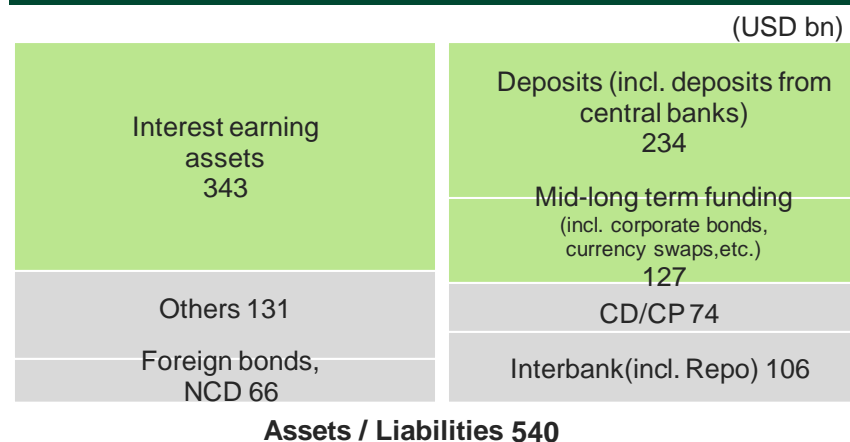 (USD bn)
Interest earning
assets
343
Others 131
Foreign bonds,
NCD 66
Deposits (incl. deposits from
central banks)
234
Mid-long term funding
(incl. corporate bonds,
currency swaps,etc.)
127
CD/CP 74
Interbank(incl. Repo) 106
Assets / Liabilities 540